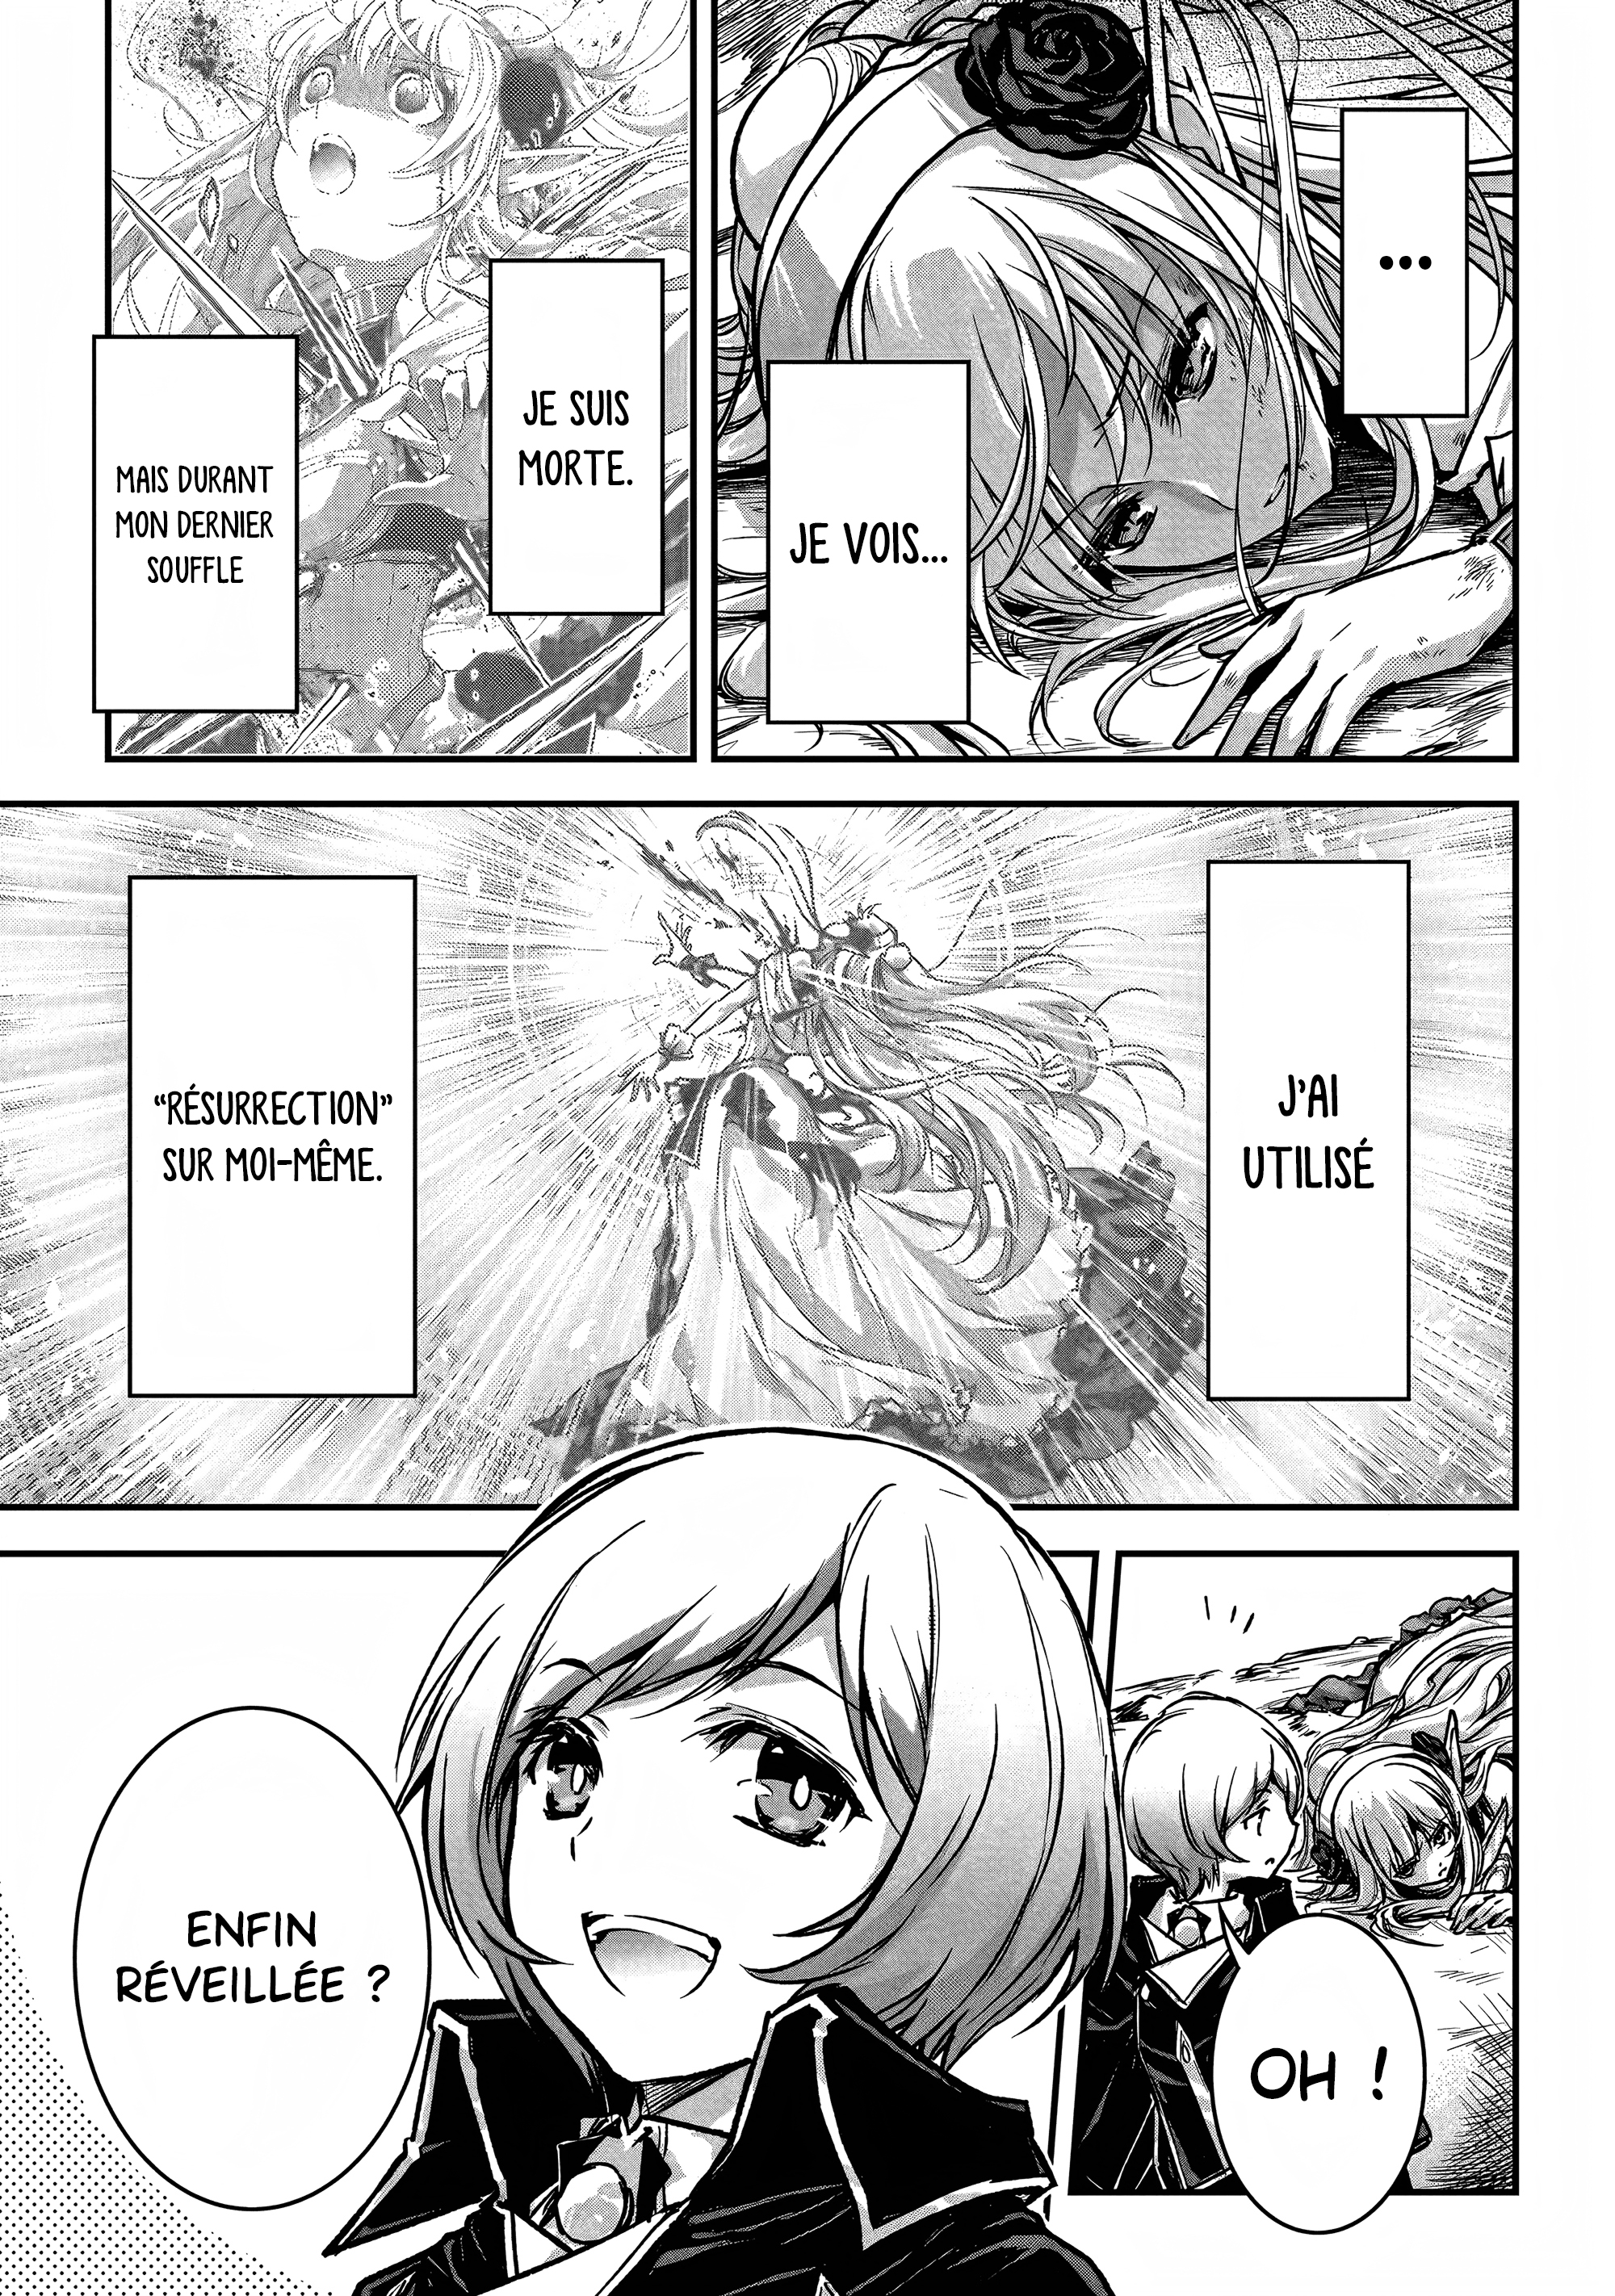 ...
JE VOIS...
JE SUIS
MORTE.
MAIS DURANT
MON DERNIER
SOUFFLE
J'AI
UTILISÉ
“RÉSURRECTION”
SUR MOI-MÊME.
OH !
ENFIN
RÉVEILLÉE ?